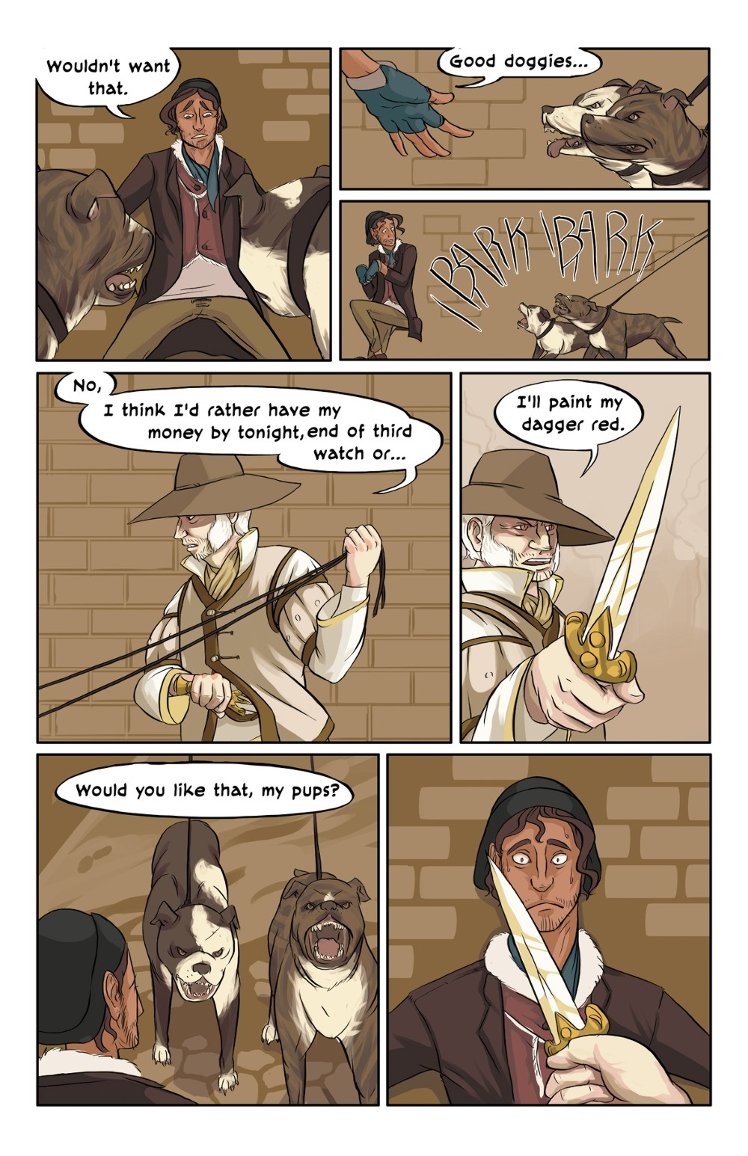 Wouldn't want
that.
Good doggies...
BARK BARK
No,
I think I'd rather have my
money by tonight, end of third
watch or...
I'll paint my
dagger red.
Would you like that, my pups?